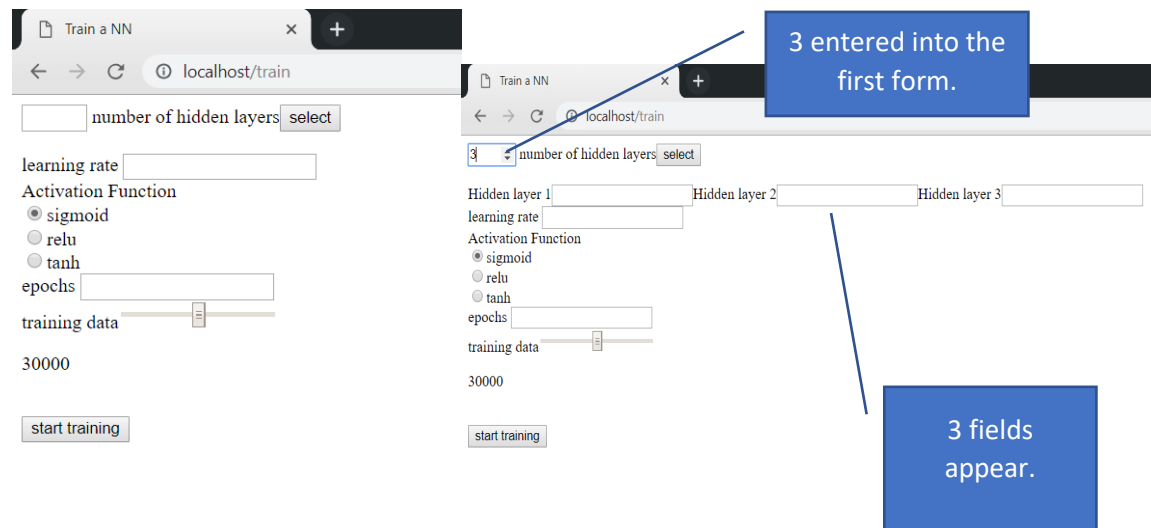 Train a NN
localhost/train
number of hidden layers select
learning rate
Activation Function
sigmoid
relu
tanh
epochs
training data
30000
start training
3 entered into the
first form.
Train a NN
localhost/train
3 number of hidden layers select
Hidden layer 1 Hidden layer 2 Hidden layer 3
learning rate
Activation Function
sigmoid
relu
tanh
epochs
training data
30000
start training
3 fields
appear.